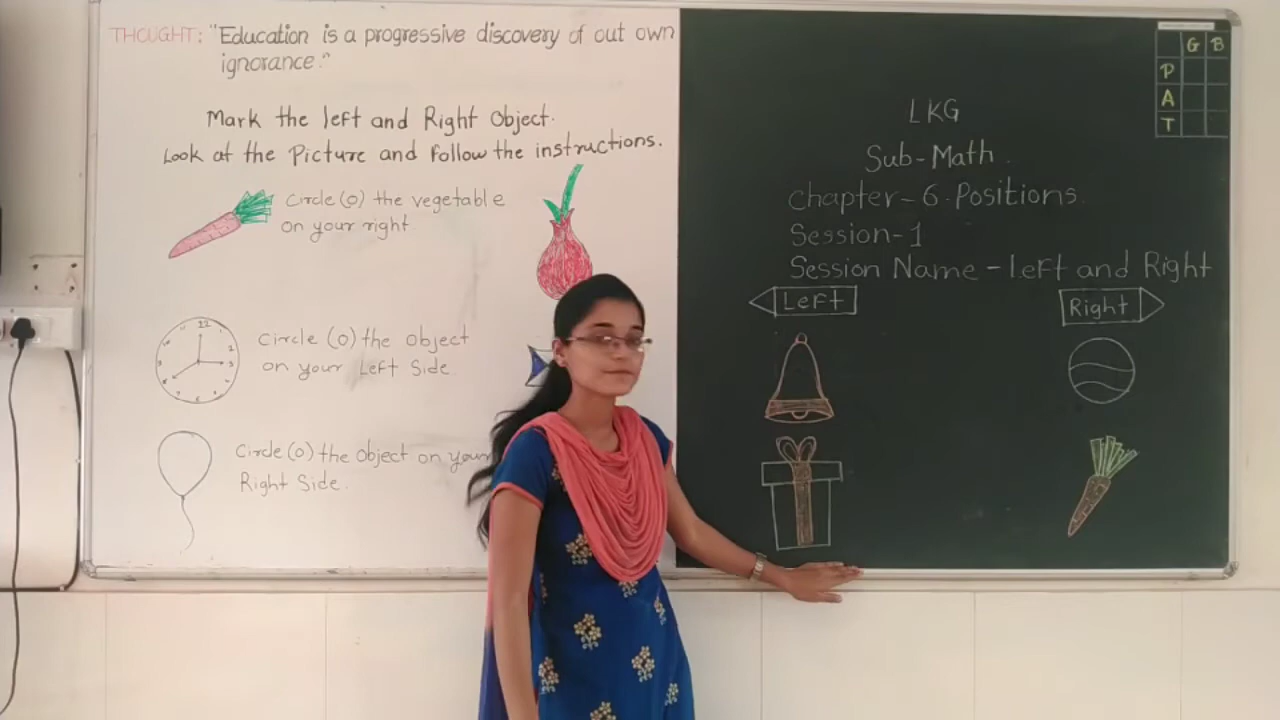 THOUGHT: "Education is a progressive discovery of out own
ignorance."
Mark the left and Right Object.
Look at the Picture and follow the instructions.
Circle (O) the vegetable
on your right.
Circle (O) the object
on your Left Side.
Circle (O) the Object on your
Right Side.
G B
P
A
T
LKG
Sub-Math.
Chapter-6. Positions.
Session-1
Session Name - Left and Right
Left
Right